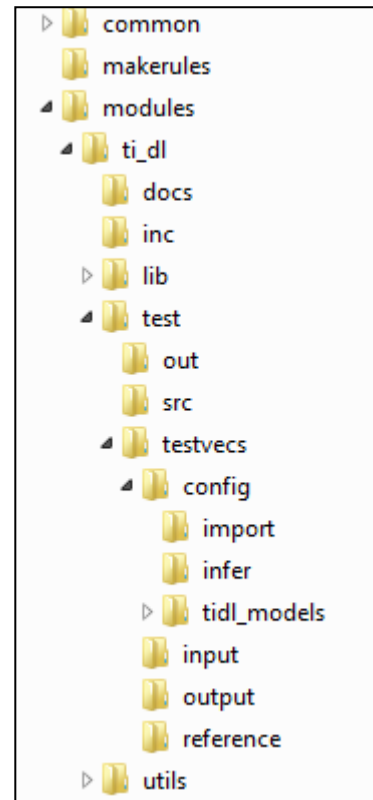 common
makerules
modules
ti_dl
docs
inc
lib
test
out
src
testvecs
config
import
infer
tidl_models
input
output
reference
utils